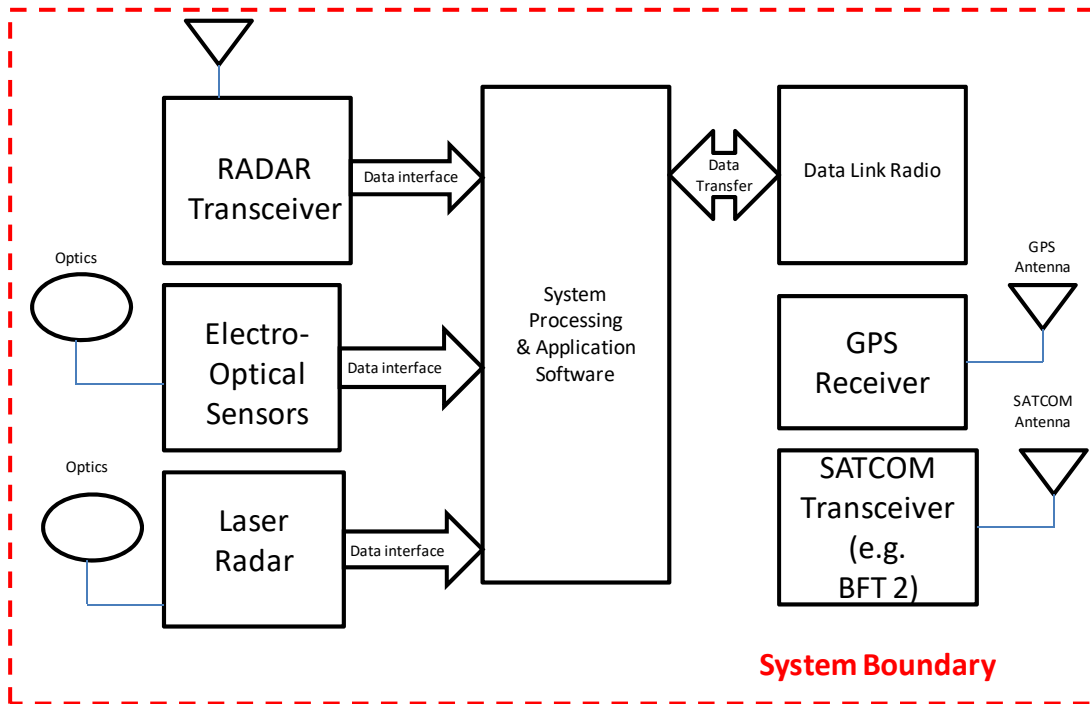 RADAR
Transceiver
Data interface
Optics
Electro-
Optical
Sensors
Data interface
Optics
Laser
Radar
Data interface
System
Processing
& Application
Software
Data
Transfer
Data Link Radio
GPS
Antenna
GPS
Receiver
SATCOM
Antenna
SATCOM
Transceiver
(e.g.
BFT 2)
System Boundary